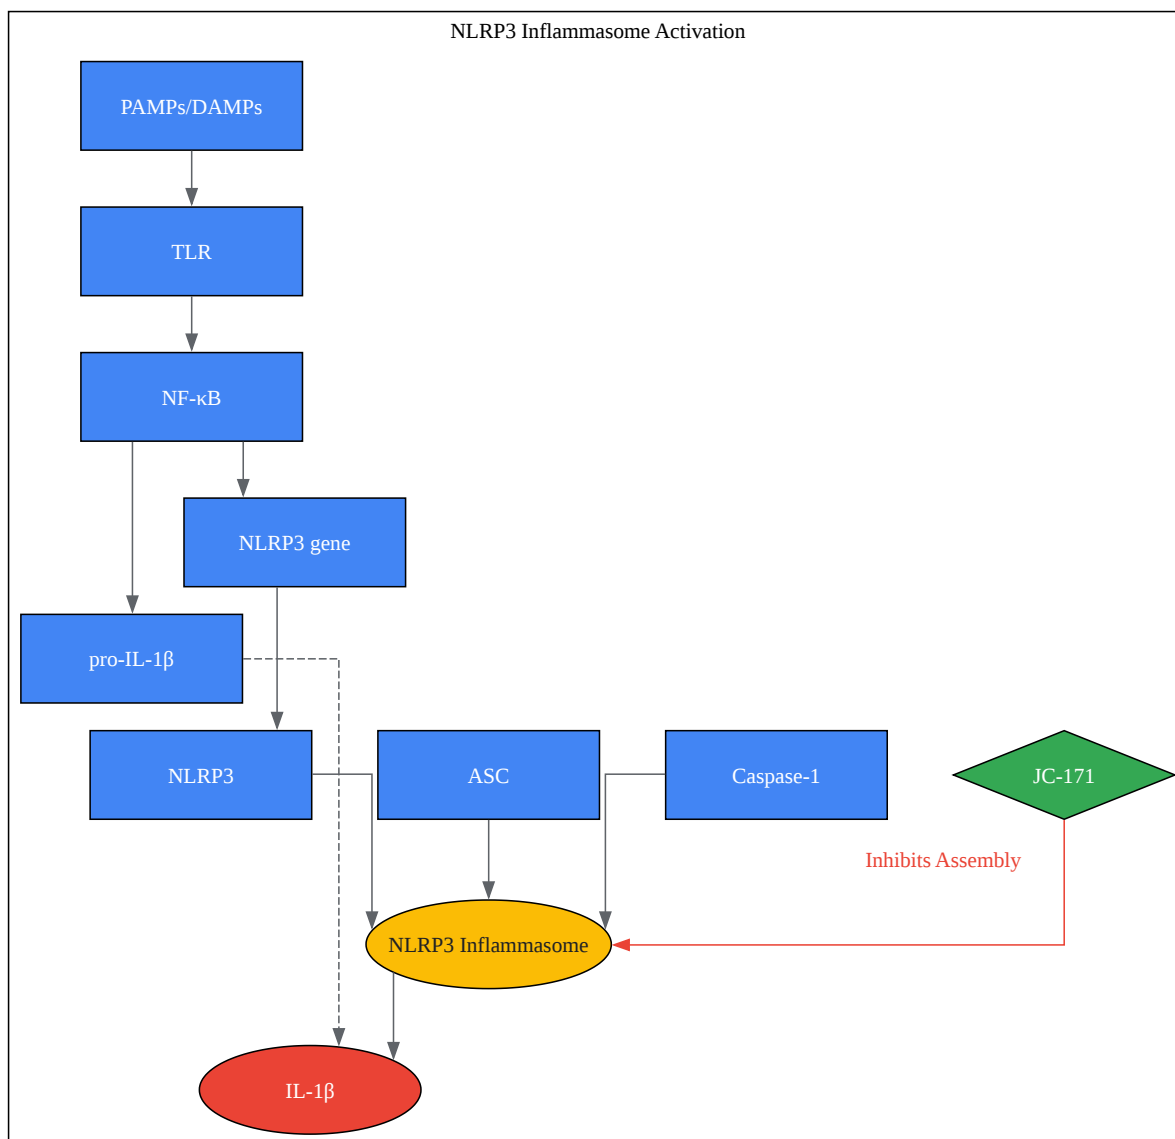 NLRP3 Inflammasome Activation
PAMPs/DAMPs
TLR
NF-κB
NLRP3 gene
pro-IL-1β
NLRP3
ASC
Caspase-1
JC-171
Inhibits Assembly
NLRP3 Inflammasome
IL-1β